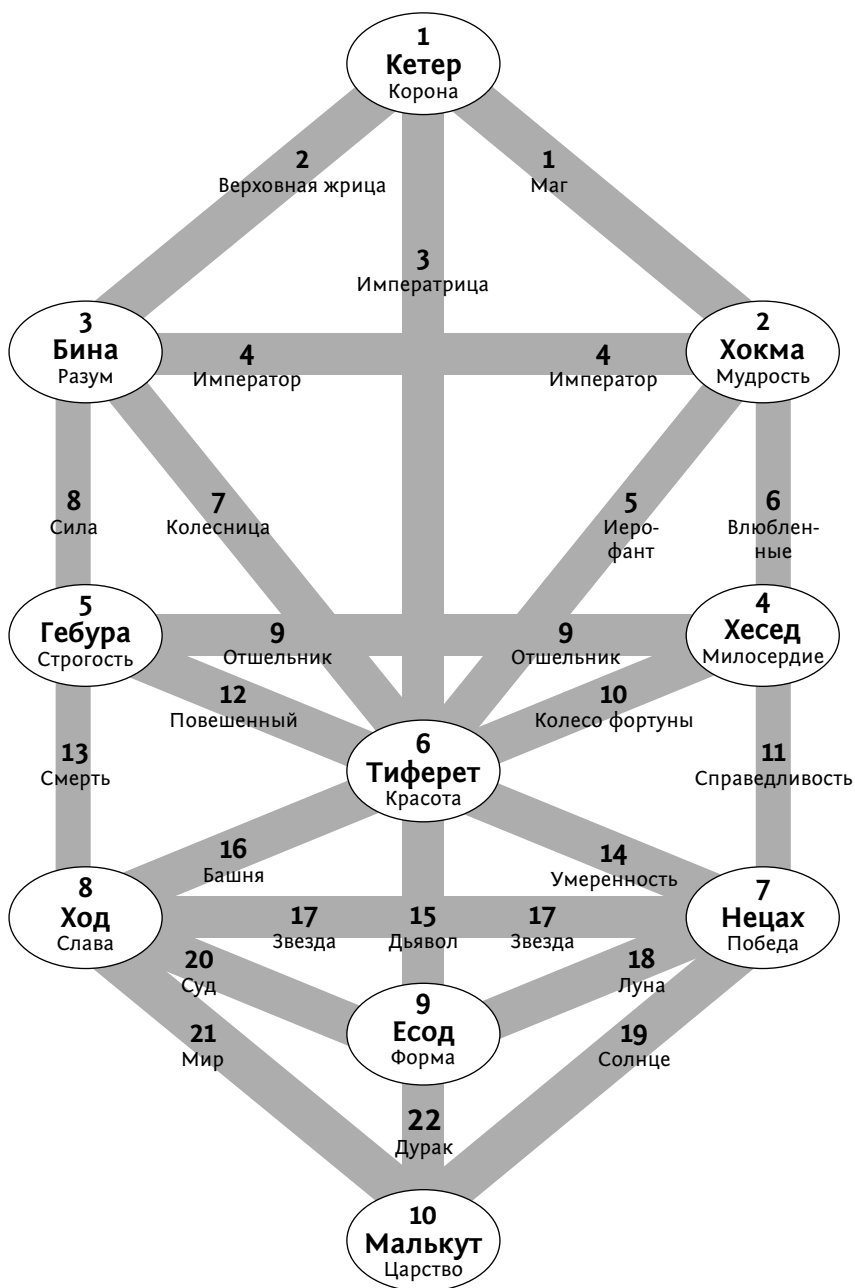 1
Кетер
Корона
2
Верховная жрица
1
Маг
3
Императрица
3
Бина
Разум
2
Хокма
Мудрость
4
Император
4
Император
8
Сила
7
Колесница
5
Иеро-
фант
6
Влюблен-
ные
5
Гебура
Строгость
4
Хесед
Милосердие
9
Отшельник
9
Отшельник
12
Повешенный
10
Колесо фортуны
6
Тиферет
Красота
13
Смерть
11
Справедливость
16
Башня
14
Умеренность
8
Ход
Слава
7
Нецах
Победа
17
Звезда
15
Дьявол
17
Звезда
20
Суд
18
Луна
9
Есод
Форма
21
Мир
19
Солнце
22
Дурак
10
Малькут
Царство